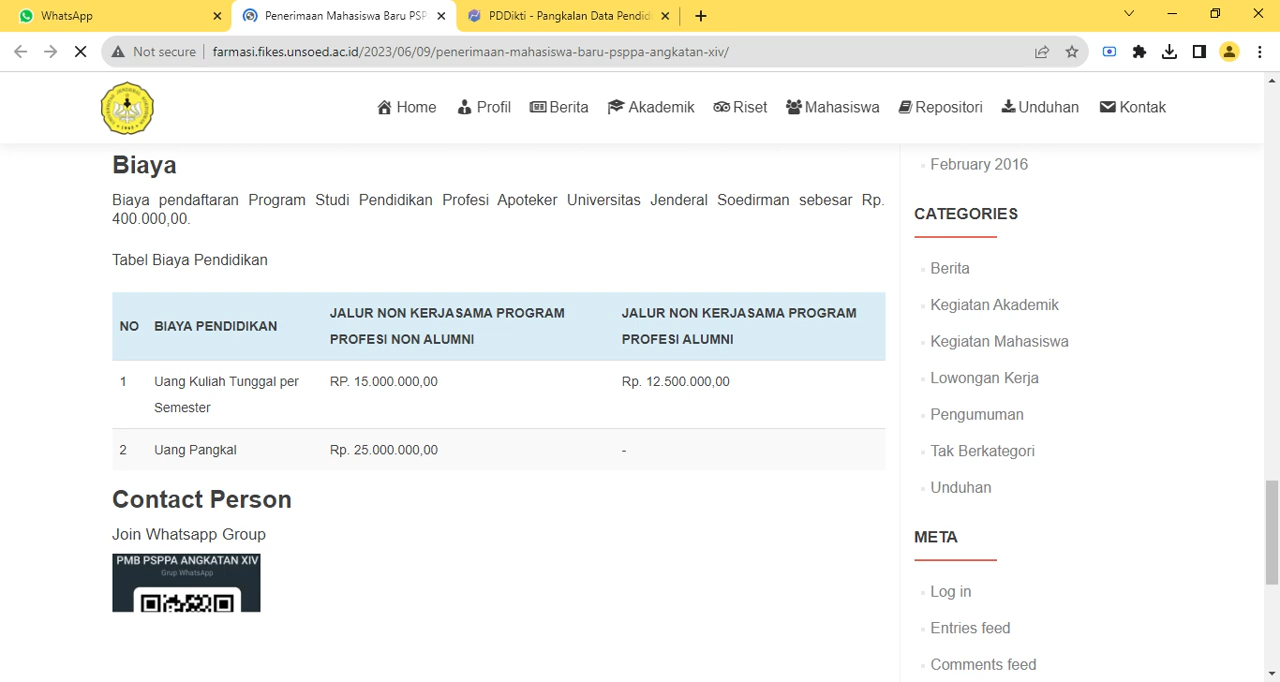 WhatsApp
Penerimaan Mahasiswa Baru PSP
PDDikti - Pangkalan Data Pendid
Not secure
farmasi.fikes.unsoed.ac.id/2023/06/09/penerimaan-mahasiswa-baru-psppa-angkatan-xiv/
Home Profil Berita Akademik Riset Mahasiswa Repositori Unduhan Kontak
Biaya
Biaya pendaftaran Program Studi Pendidikan Profesi Apoteker Universitas Jenderal Soedirman sebesar Rp.
400.000,00.
Tabel Biaya Pendidikan
NO BIAYA PENDIDIKAN JALUR NON KERJASAMA PROGRAM JALUR NON KERJASAMA PROGRAM
PROFESI NON ALUMNI PROFESI ALUMNI
1 Uang Kuliah Tunggal per RP. 15.000.000,00 Rp. 12.500.000,00
Semester
2 Uang Pangkal Rp. 25.000.000,00 -
Contact Person
Join Whatsapp Group
PMB PSPPA ANGKATAN XIV
Grup WhatsApp
February 2016
CATEGORIES
Berita
Kegiatan Akademik
Kegiatan Mahasiswa
Lowongan Kerja
Pengumuman
Tak Berkategori
Unduhan
META
Log in
Entries feed
Comments feed